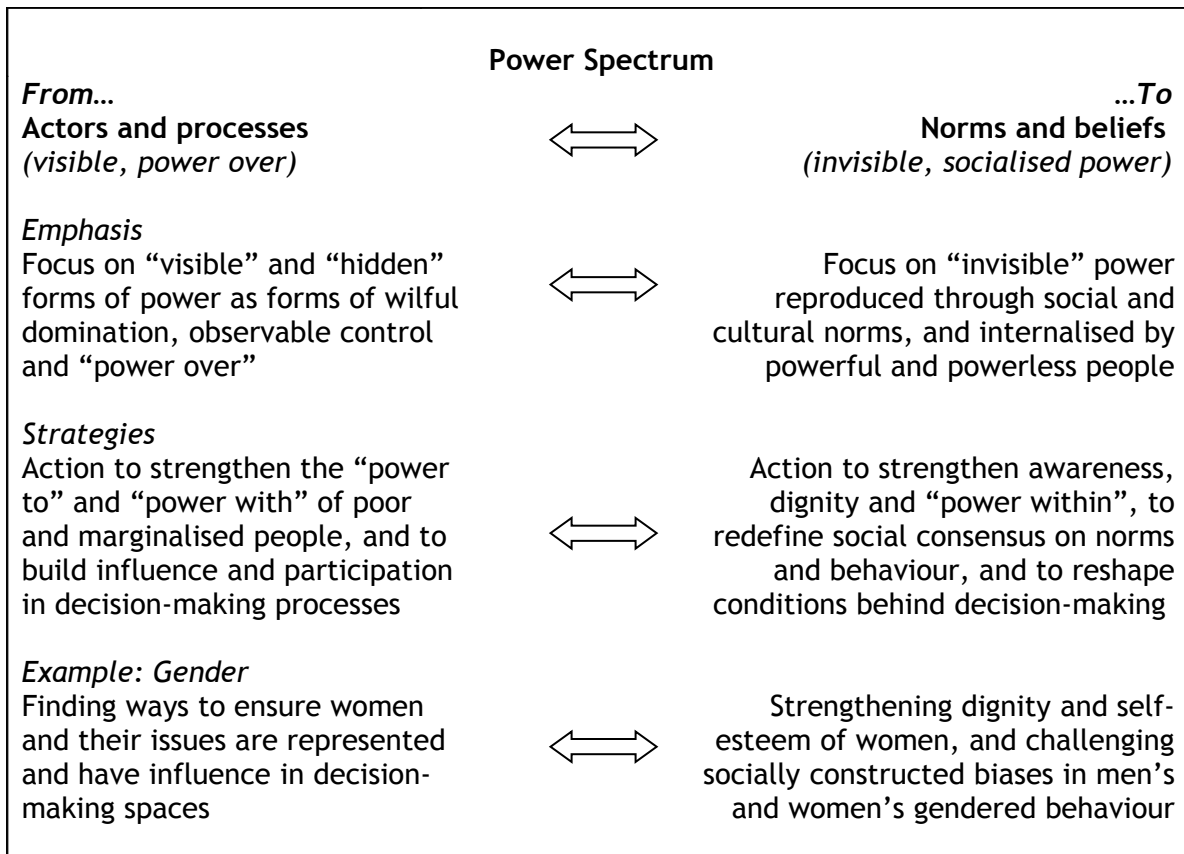 Power Spectrum
From…
Actors and processes
(visible, power over)
…To
Norms and beliefs
(invisible, socialised power)
Emphasis
Focus on “visible” and “hidden”
forms of power as forms of wilful
domination, observable control
and “power over”
Focus on “invisible” power
reproduced through social and
cultural norms, and internalised by
powerful and powerless people
Strategies
Action to strengthen the “power
to” and “power with” of poor
and marginalised people, and to
build influence and participation
in decision-making processes
Action to strengthen awareness,
dignity and “power within”, to
redefine social consensus on norms
and behaviour, and to reshape
conditions behind decision-making
Example: Gender
Finding ways to ensure women
and their issues are represented
and have influence in decision-
making spaces
Strengthening dignity and self-
esteem of women, and challenging
socially constructed biases in men’s
and women’s gendered behaviour